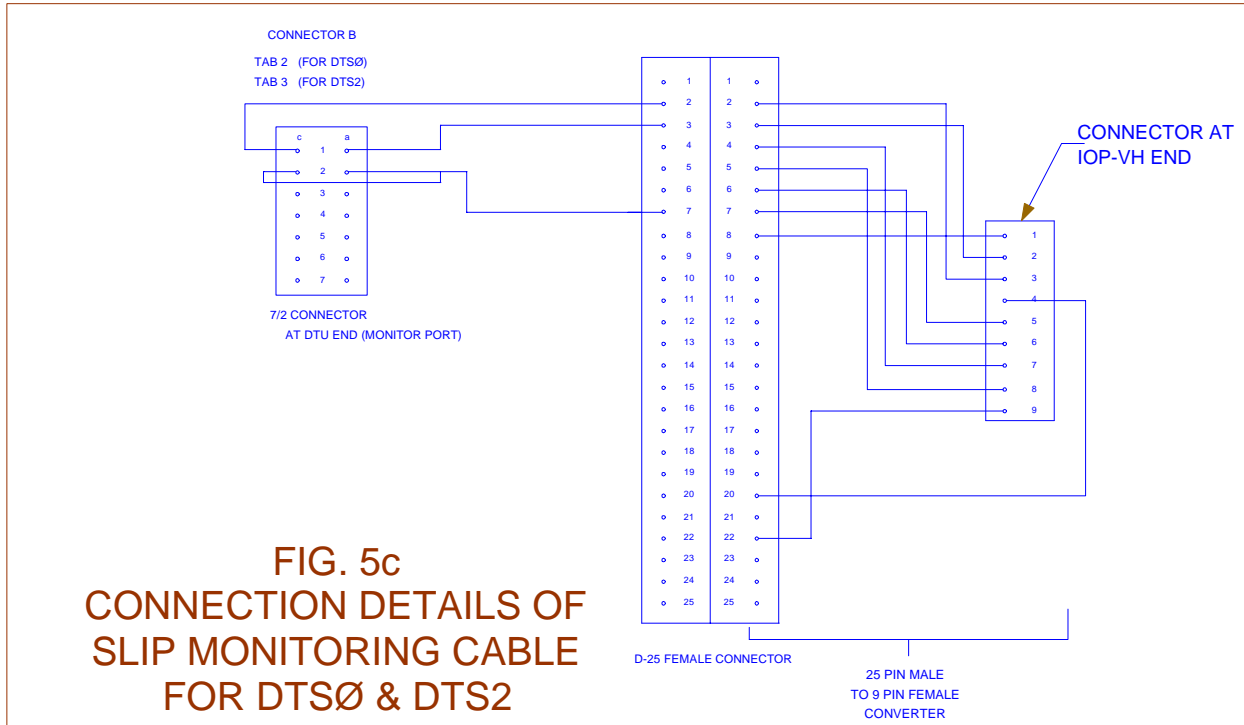 CONNECTOR B
TAB 2 (FOR DTSØ)
TAB 3 (FOR DTS2)
c a
1
2
3
4
5
6
7
7/2 CONNECTOR
AT DTU END (MONITOR PORT)
1 1
2 2
3 3
4 4
5 5
6 6
7 7
8 8
9 9
10 10
11 11
12 12
13 13
14 14
15 15
16 16
17 17
18 18
19 19
20 20
21 21
22 22
23 23
24 24
25 25
D-25 FEMALE CONNECTOR
CONNECTOR AT
IOP-VH END
1
2
3
4
5
6
7
8
9
25 PIN MALE
TO 9 PIN FEMALE
CONVERTER
FIG. 5c
CONNECTION DETAILS OF
SLIP MONITORING CABLE
FOR DTSØ & DTS2